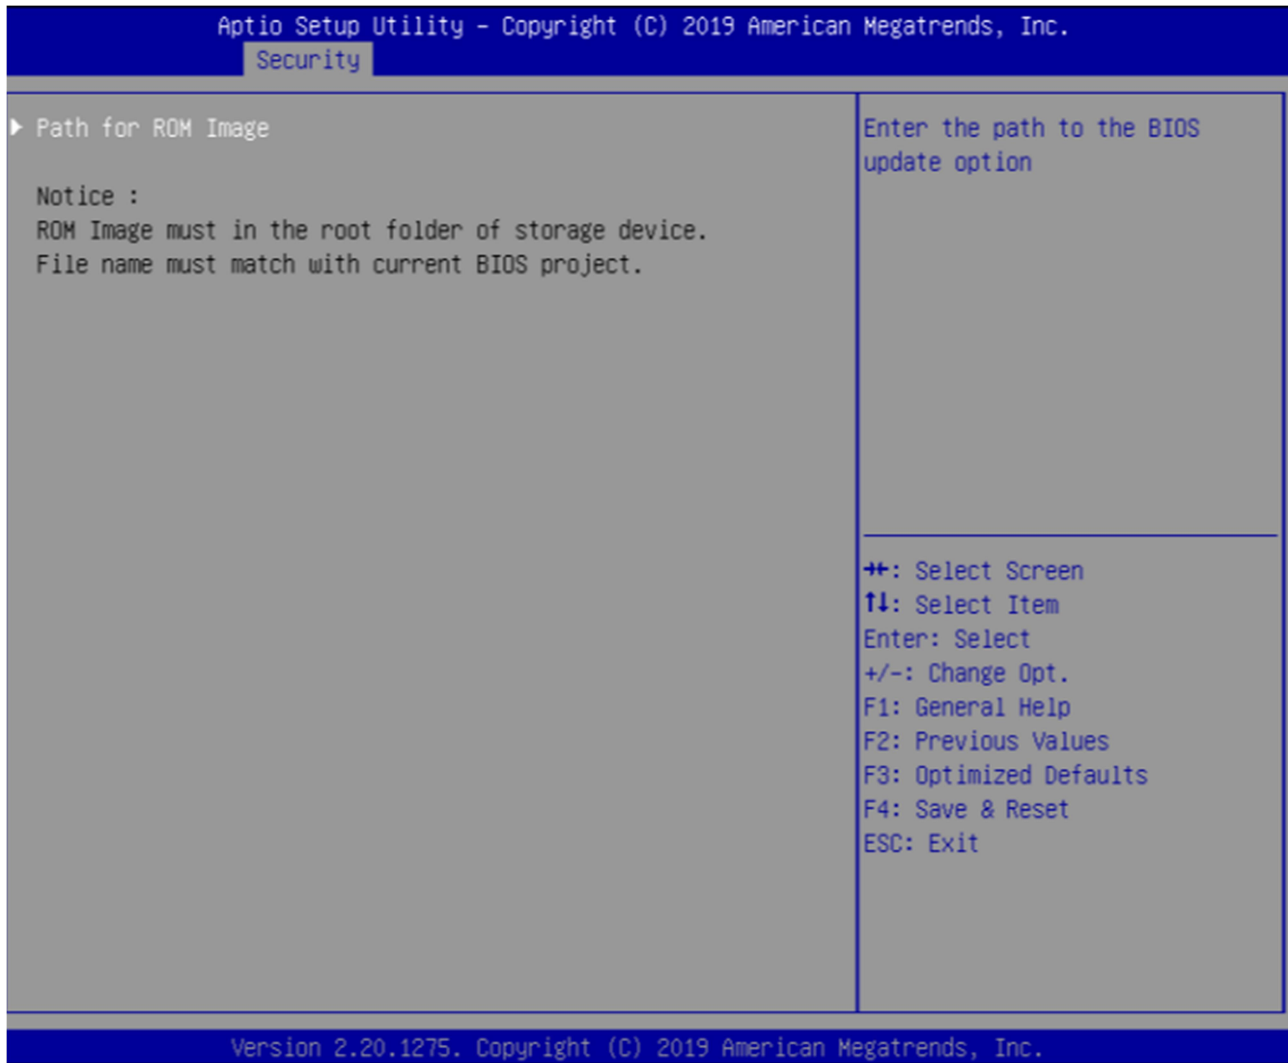 Aptio Setup Utility – Copyright (C) 2019 American Megatrends, Inc.
Security
Path for ROM Image
Notice :
ROM Image must in the root folder of storage device.
File name must match with current BIOS project.
Enter the path to the BIOS
update option
→←: Select Screen
↑↓: Select Item
Enter: Select
+/-: Change Opt.
F1: General Help
F2: Previous Values
F3: Optimized Defaults
F4: Save & Reset
ESC: Exit
Version 2.20.1275. Copyright (C) 2019 American Megatrends, Inc.